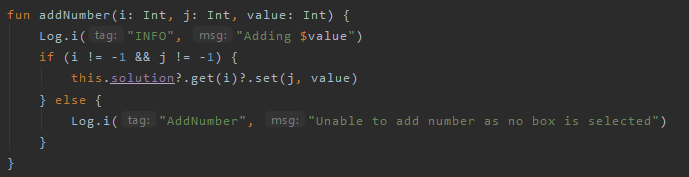 fun addNumber(i: Int, j: Int, value: Int) {
Log.i( tag: "INFO", msg: "Adding $value")
if (i != -1 && j != -1) {
this.solution?.get(i)?.set(j, value)
} else {
Log.i( tag: "AddNumber", msg: "Unable to add number as no box is selected")
}
}